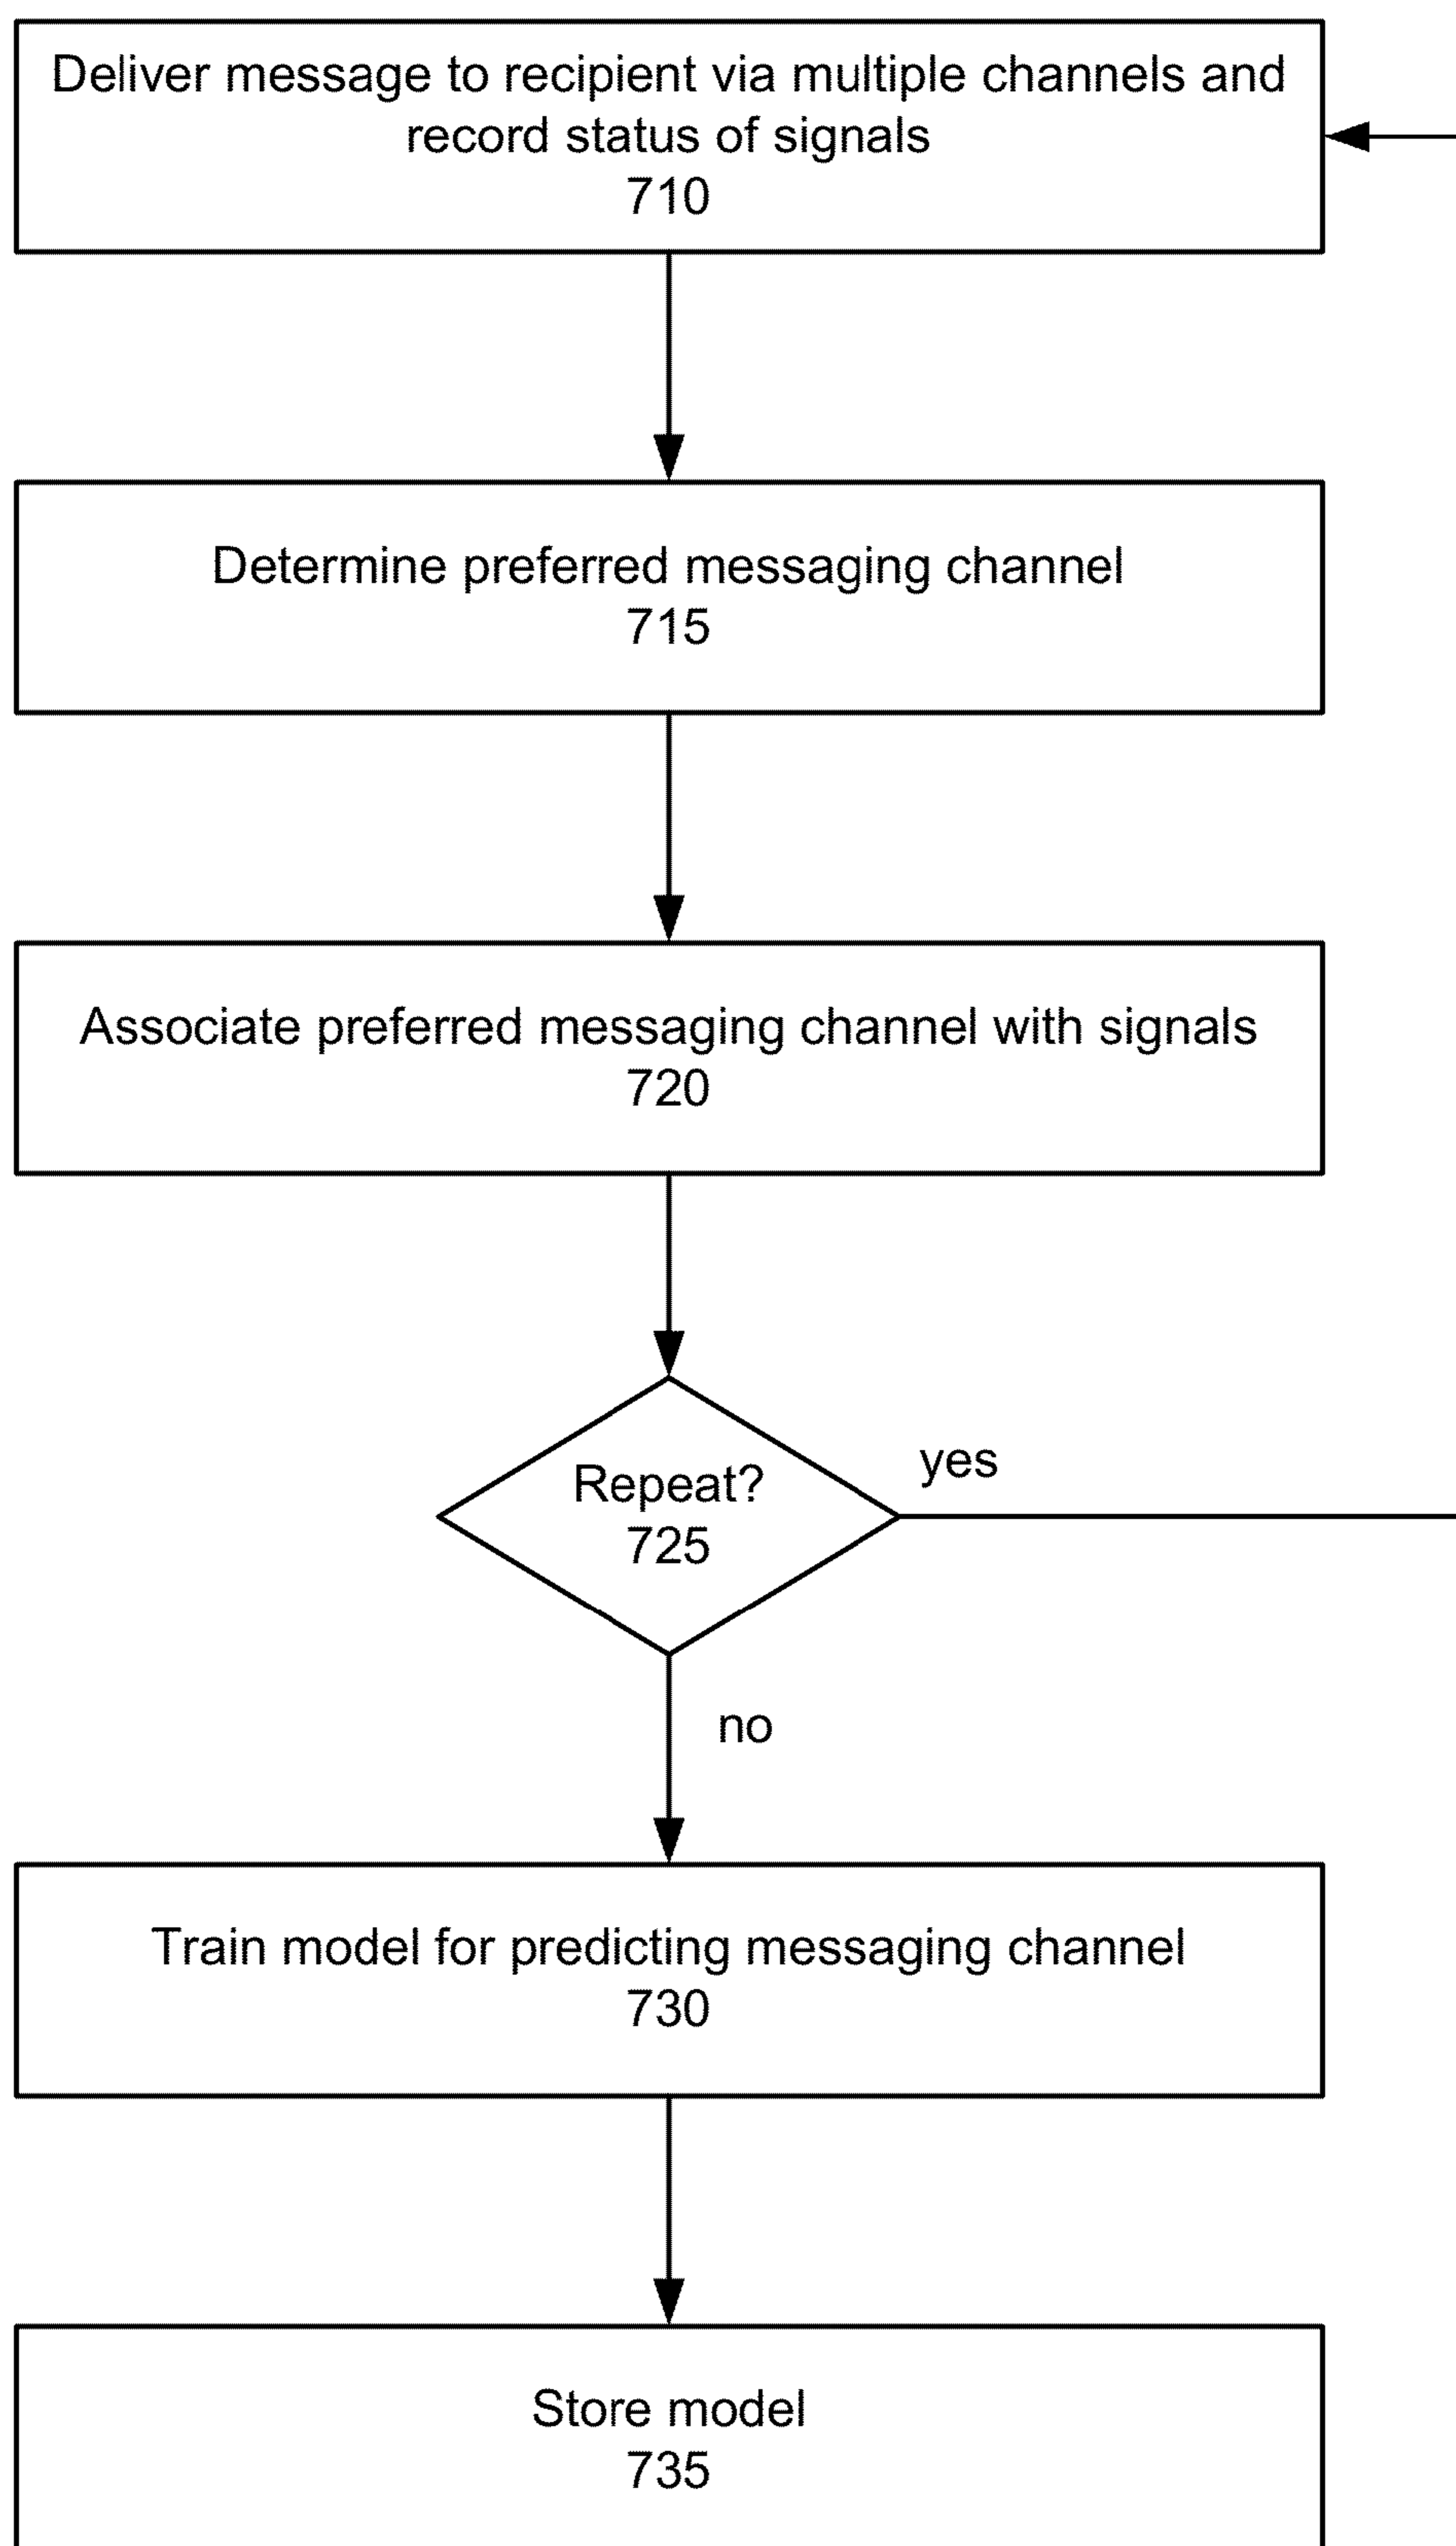 Deliver message to recipient via multiple channels and
record status of signals
710
Determine preferred messaging channel
715
Associate preferred messaging channel with signals
720
Repeat?
725
yes
no
Train model for predicting messaging channel
730
Store model
735